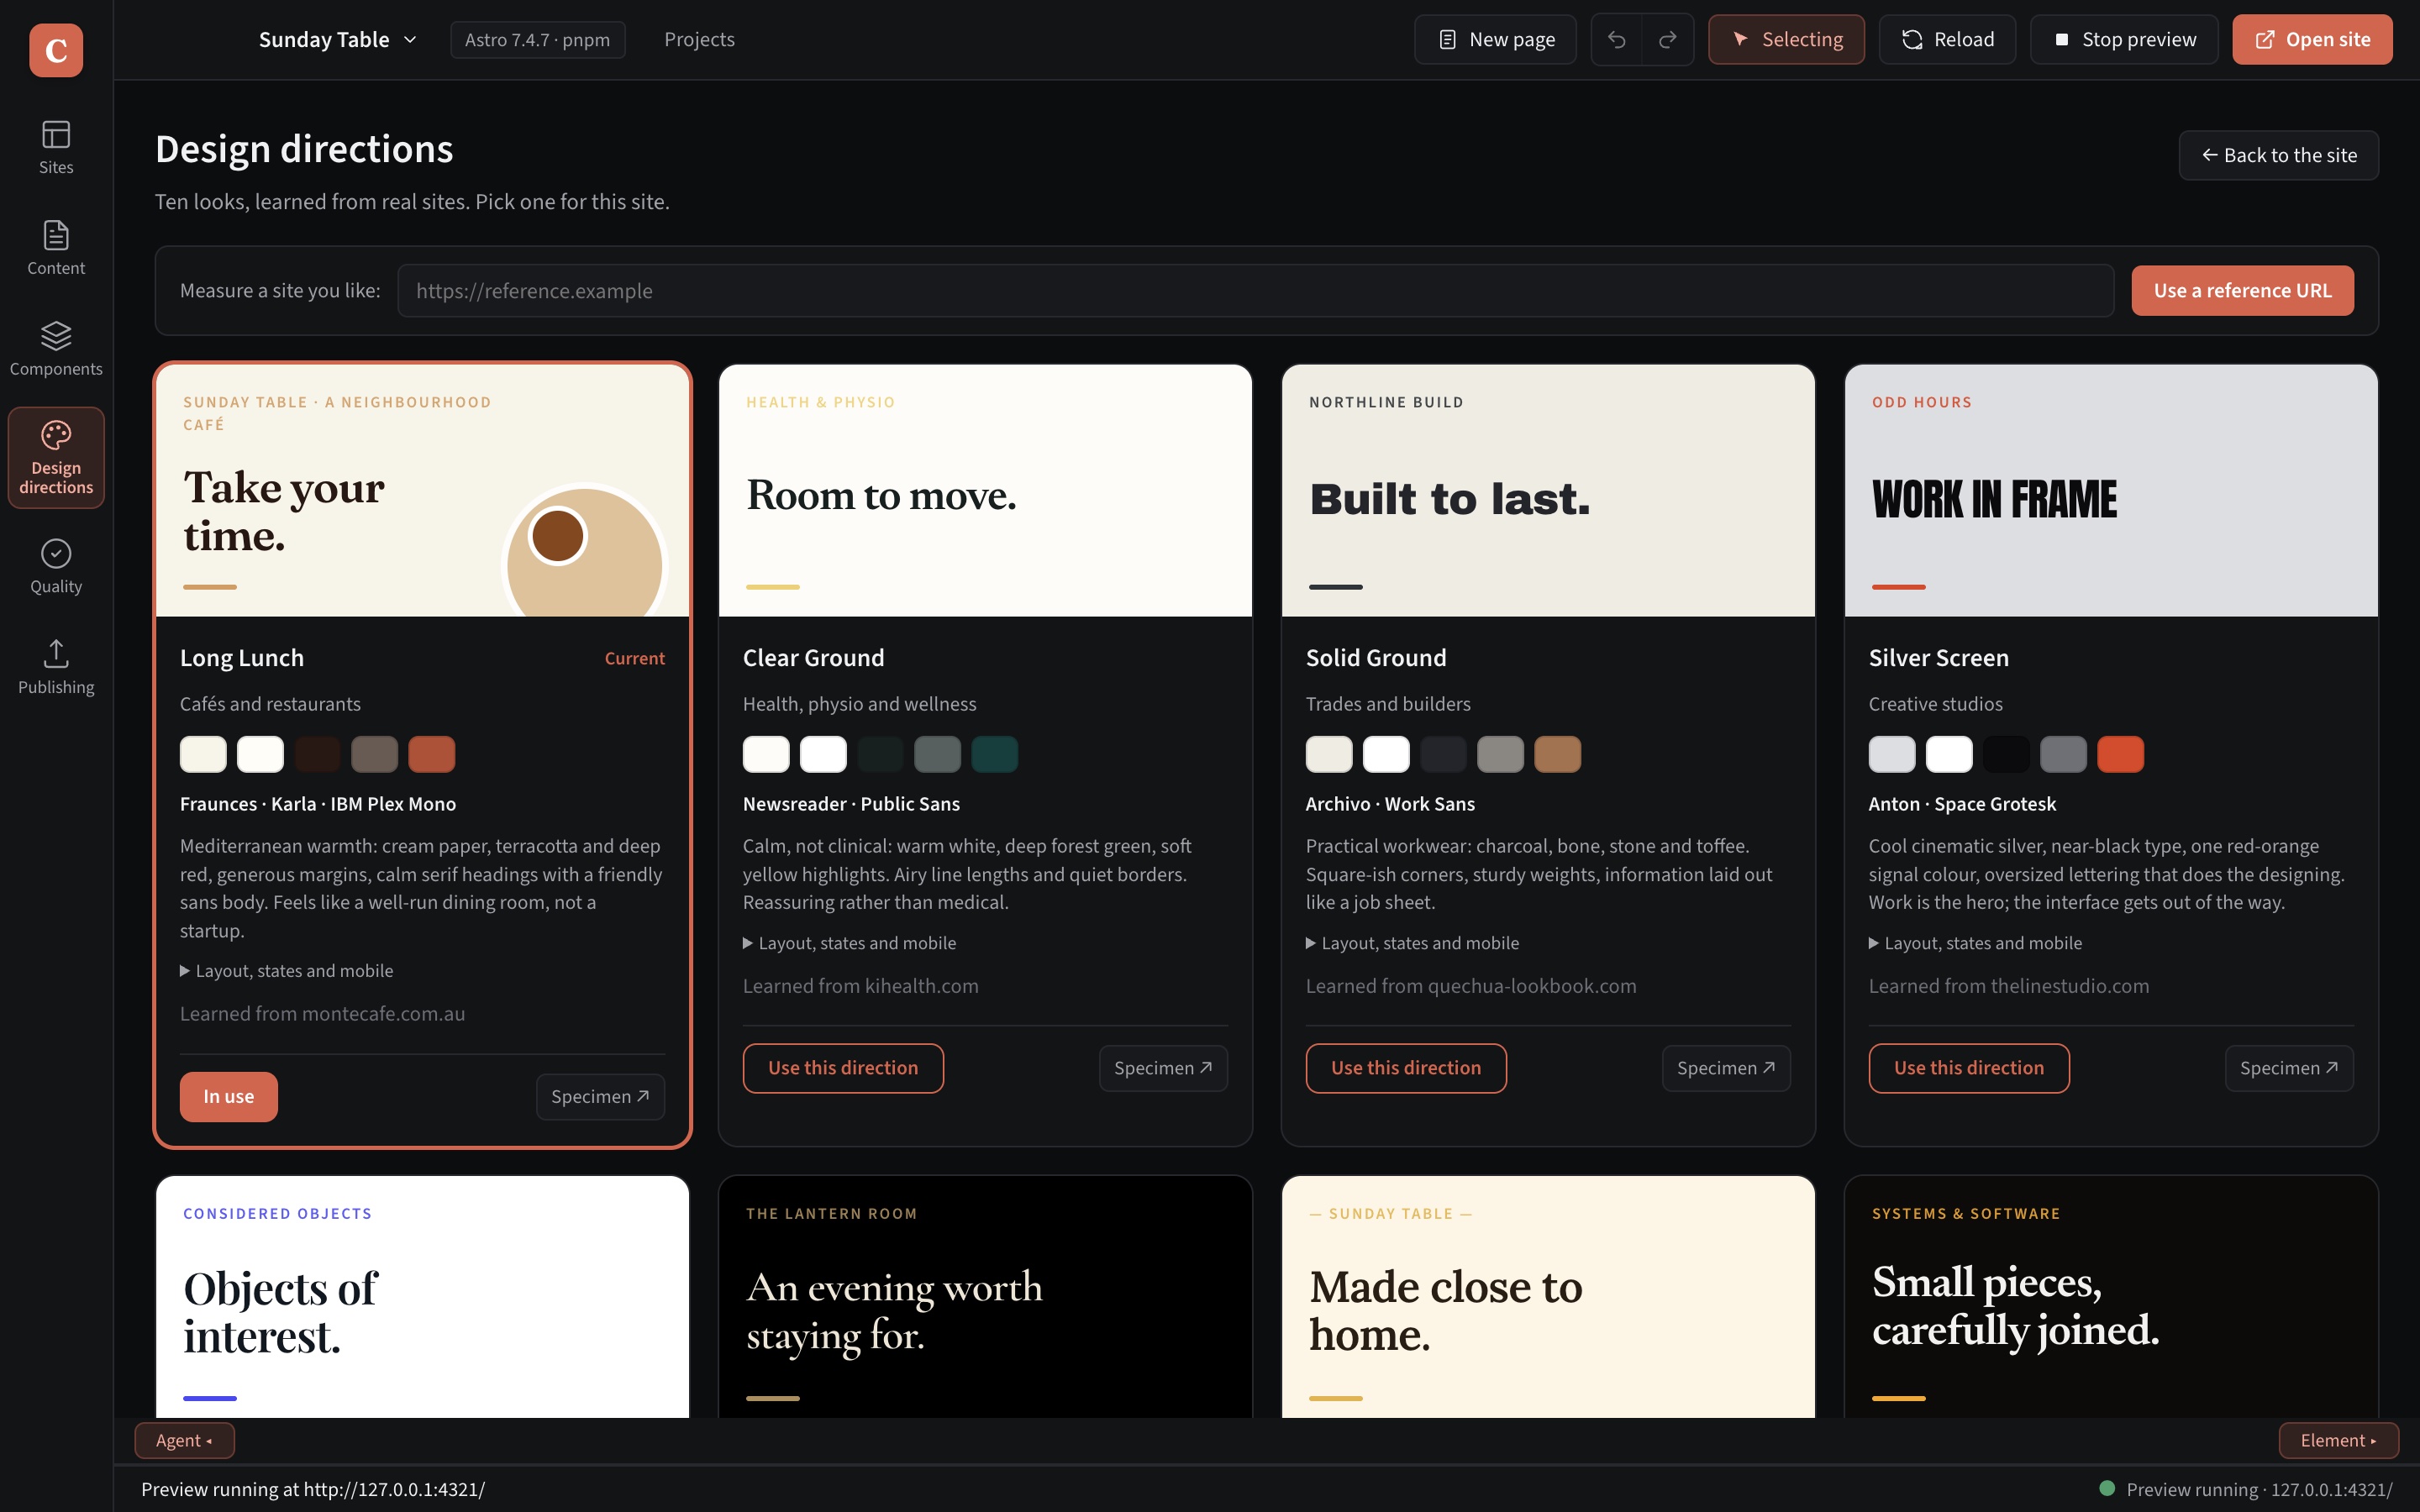 C
Sunday Table
Astro 7.4.7 · pnpm
Projects
New page
Selecting
Reload
Stop preview
Open site
Sites
Content
Components
Design
directions
Quality
Publishing
Design directions
← Back to the site
Ten looks, learned from real sites. Pick one for this site.
Measure a site you like:
https://reference.example
Use a reference URL
SUNDAY TABLE · A NEIGHBOURHOOD
CAFÉ
Take your
time.
Long Lunch
Current
Cafés and restaurants
Fraunces · Karla · IBM Plex Mono
Mediterranean warmth: cream paper, terracotta and deep
red, generous margins, calm serif headings with a friendly
sans body. Feels like a well-run dining room, not a
startup.
▶ Layout, states and mobile
Learned from montecafe.com.au
In use
Specimen ↗
HEALTH & PHYSIO
Room to move.
Clear Ground
Health, physio and wellness
Newsreader · Public Sans
Calm, not clinical: warm white, deep forest green, soft
yellow highlights. Airy line lengths and quiet borders.
Reassuring rather than medical.
▶ Layout, states and mobile
Learned from kihealth.com
Use this direction
Specimen ↗
NORTHLINE BUILD
Built to last.
Solid Ground
Trades and builders
Archivo · Work Sans
Practical workwear: charcoal, bone, stone and toffee.
Square-ish corners, sturdy weights, information laid out
like a job sheet.
▶ Layout, states and mobile
Learned from quechua-lookbook.com
Use this direction
Specimen ↗
ODD HOURS
WORK IN FRAME
Silver Screen
Creative studios
Anton · Space Grotesk
Cool cinematic silver, near-black type, one red-orange
signal colour, oversized lettering that does the designing.
Work is the hero; the interface gets out of the way.
▶ Layout, states and mobile
Learned from thelinestudio.com
Use this direction
Specimen ↗
CONSIDERED OBJECTS
Objects of
interest.
THE LANTERN ROOM
An evening worth
staying for.
— SUNDAY TABLE —
Made close to
home.
SYSTEMS & SOFTWARE
Small pieces,
carefully joined.
Agent ◂
Element ▸
Preview running at http://127.0.0.1:4321/
Preview running · 127.0.0.1:4321/